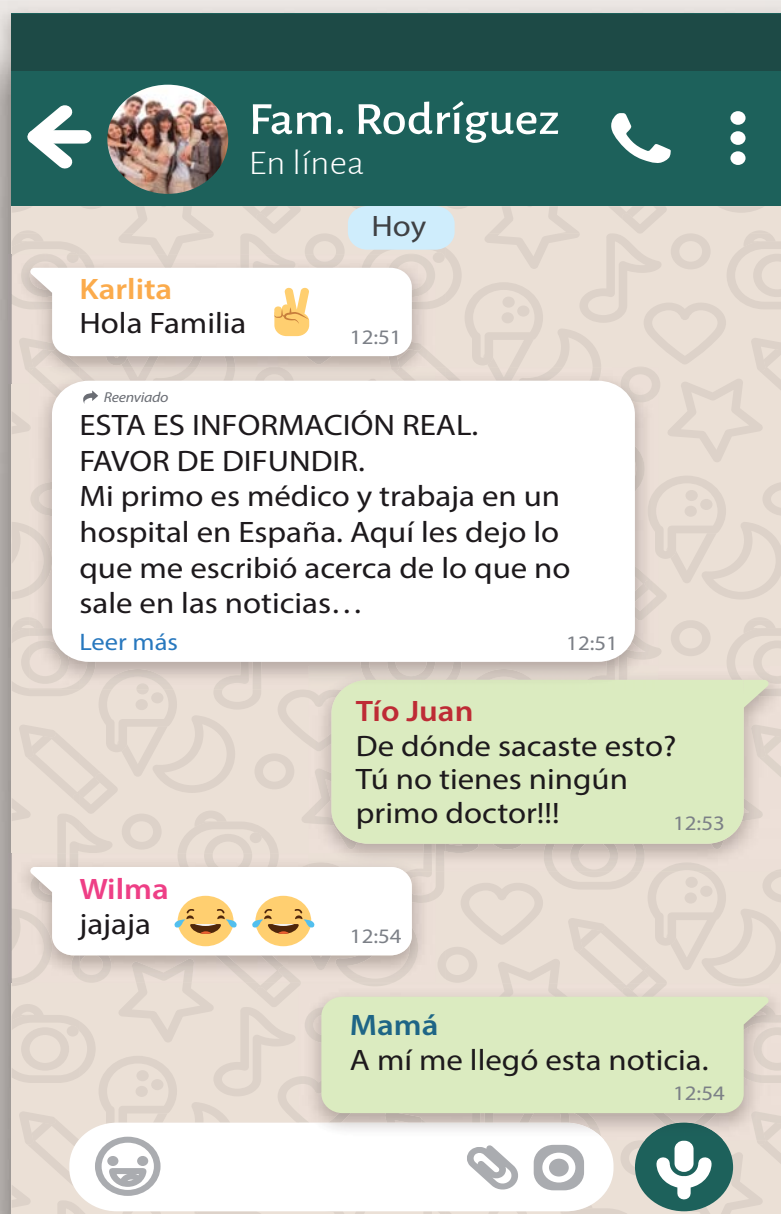 Fam. Rodríguez
En línea
Hoy
Karlita
Hola Familia
12:51
Reenviado
ESTA ES INFORMACIÓN REAL.
FAVOR DE DIFUNDIR.
Mi primo es médico y trabaja en un
hospital en España. Aquí les dejo lo
que me escribió acerca de lo que no
sale en las noticias…
Leer más
12:51
Tío Juan
De dónde sacaste esto?
Tú no tienes ningún
primo doctor!!!
12:53
Wilma
jajaja
12:54
Mamá
A mí me llegó esta noticia.
12:54